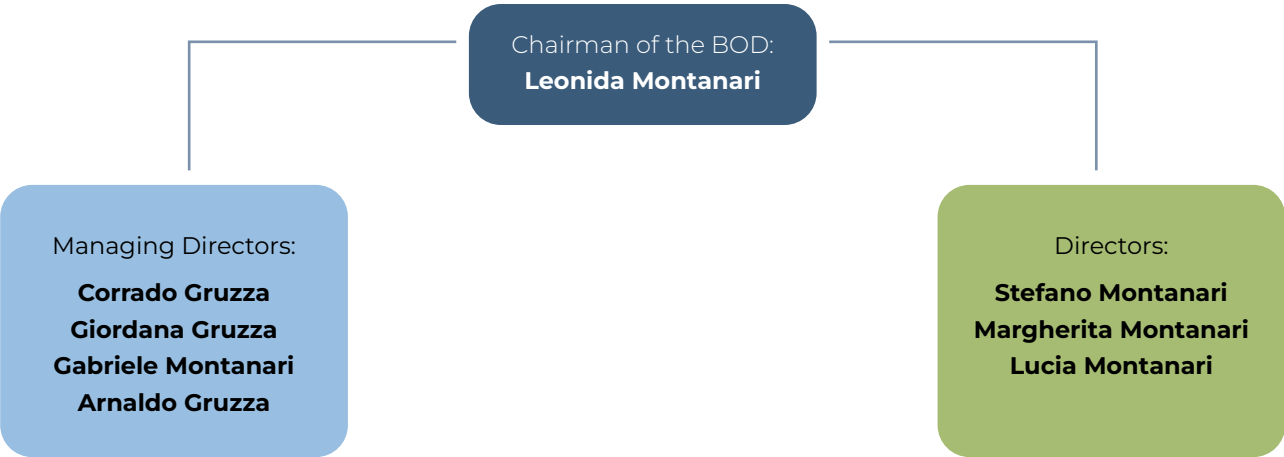 Chairman of the BOD:
Leonida Montanari
Managing Directors:
Corrado Gruzza
Giordana Gruzza
Gabriele Montanari
Arnaldo Gruzza
Directors:
Stefano Montanari
Margherita Montanari
Lucia Montanari